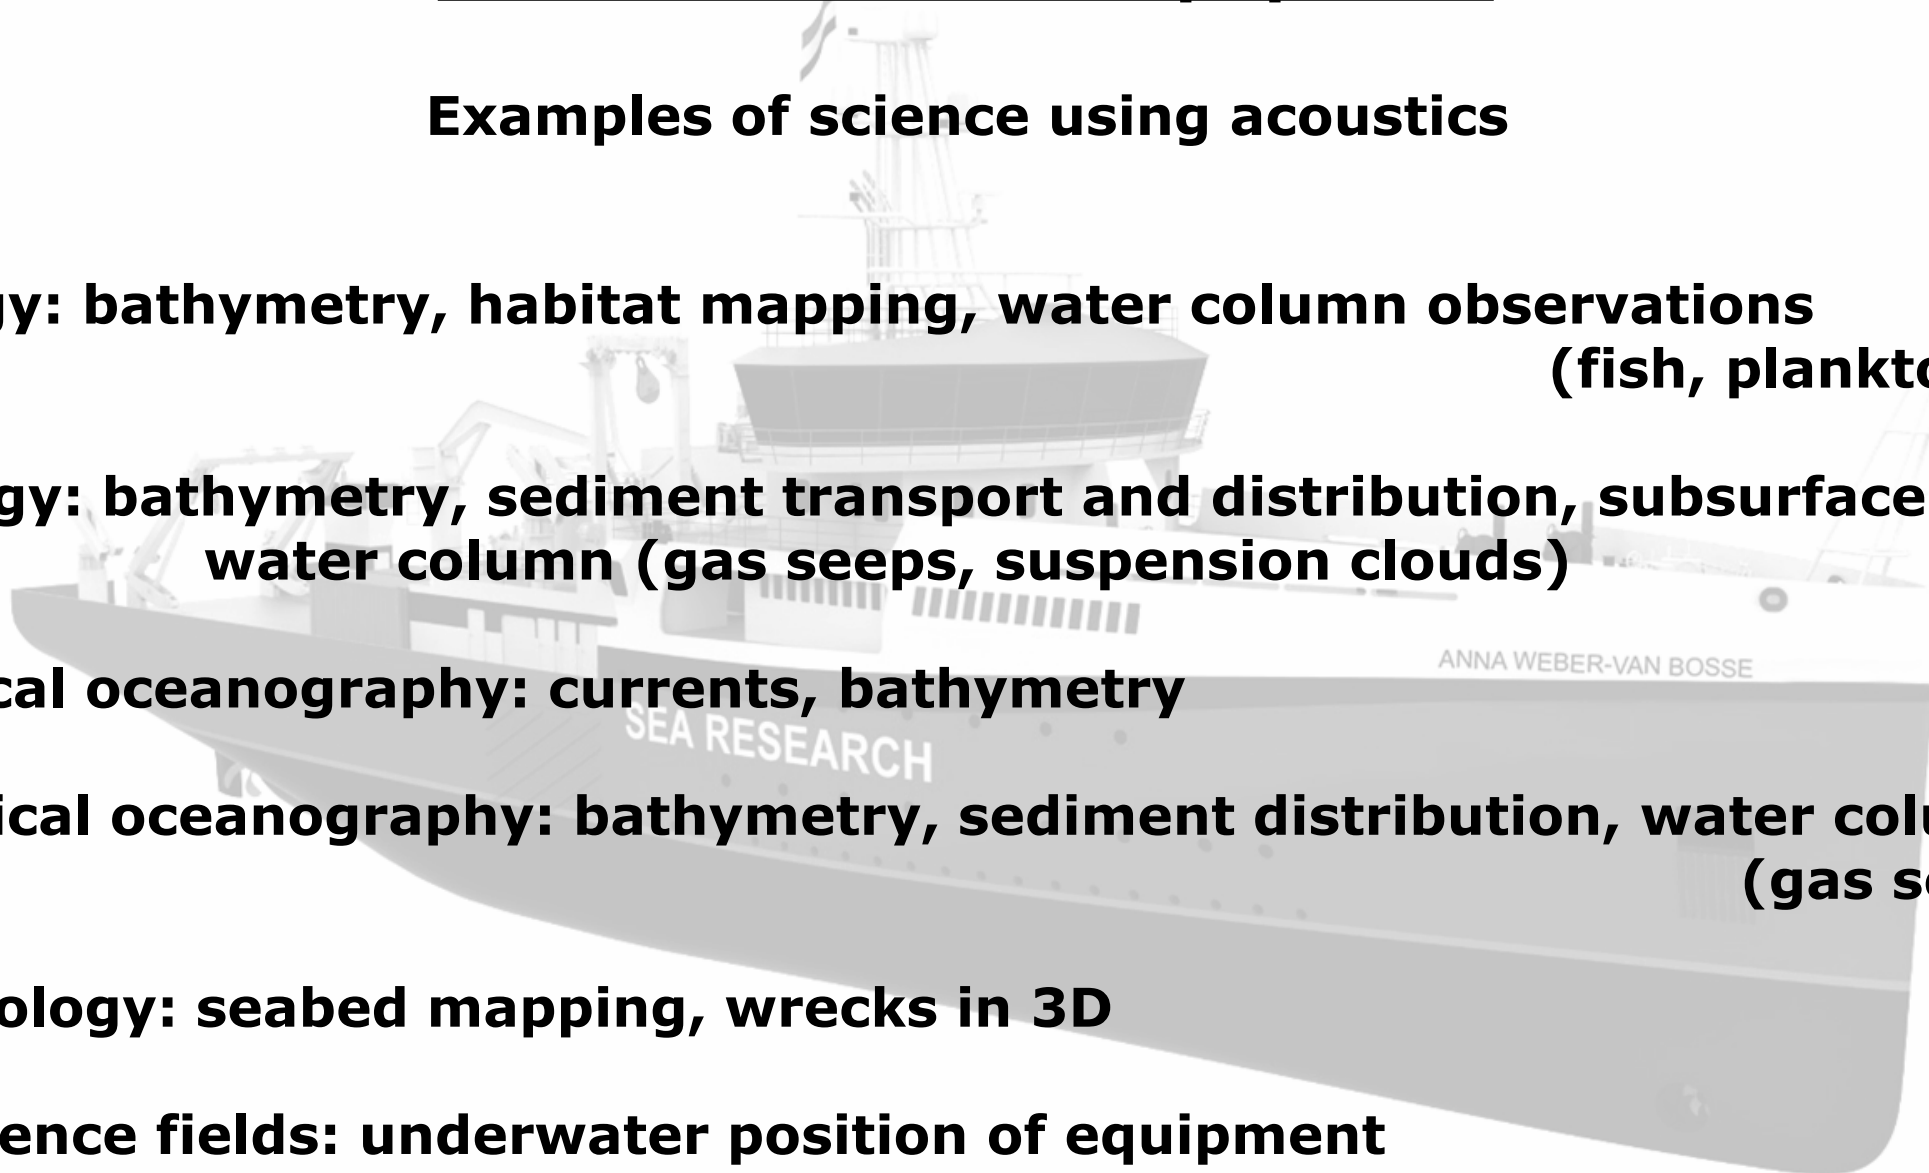 Examples of science using acoustics
gy: bathymetry, habitat mapping, water column observations
(fish, plankto
gy: bathymetry, sediment transport and distribution, subsurface
water column (gas seeps, suspension clouds)
ANNA WEBER-VAN BOSSE
cal oceanography: currents, bathymetry
SEA RESEARCH
ical oceanography: bathymetry, sediment distribution, water colu
(gas se
ology: seabed mapping, wrecks in 3D
ence fields: underwater position of equipment